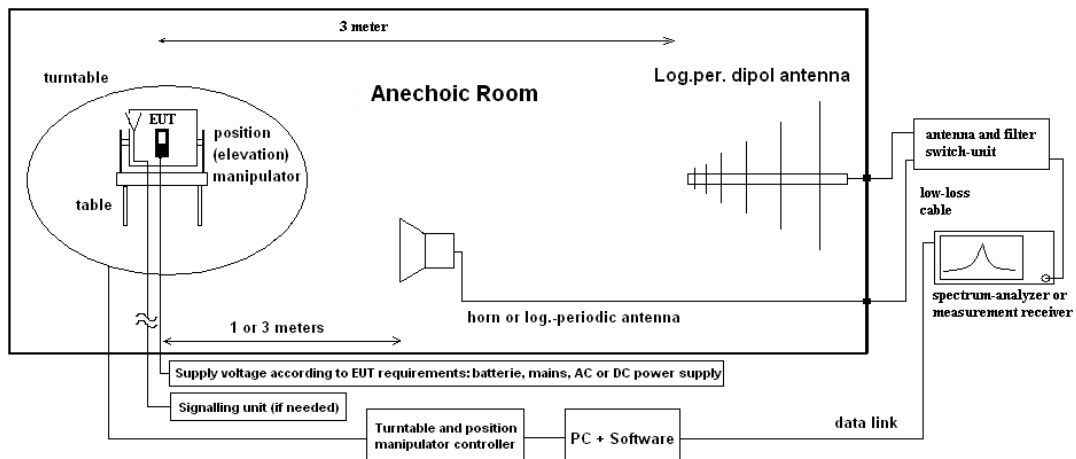 3 meter
turntable
Log.per. dipol antenna
Anechoic Room
EUT
position
(elevation)
manipulator
table
antenna and filter
switch-unit
low-loss
cable
spectrum-analyzer or
measurement receiver
horn or log.-periodic antenna
1 or 3 meters
Supply voltage according to EUT requirements: batterie, mains, AC or DC power supply
Signalling unit (if needed)
Turntable and position
manipulator controller
PC + Software
data link